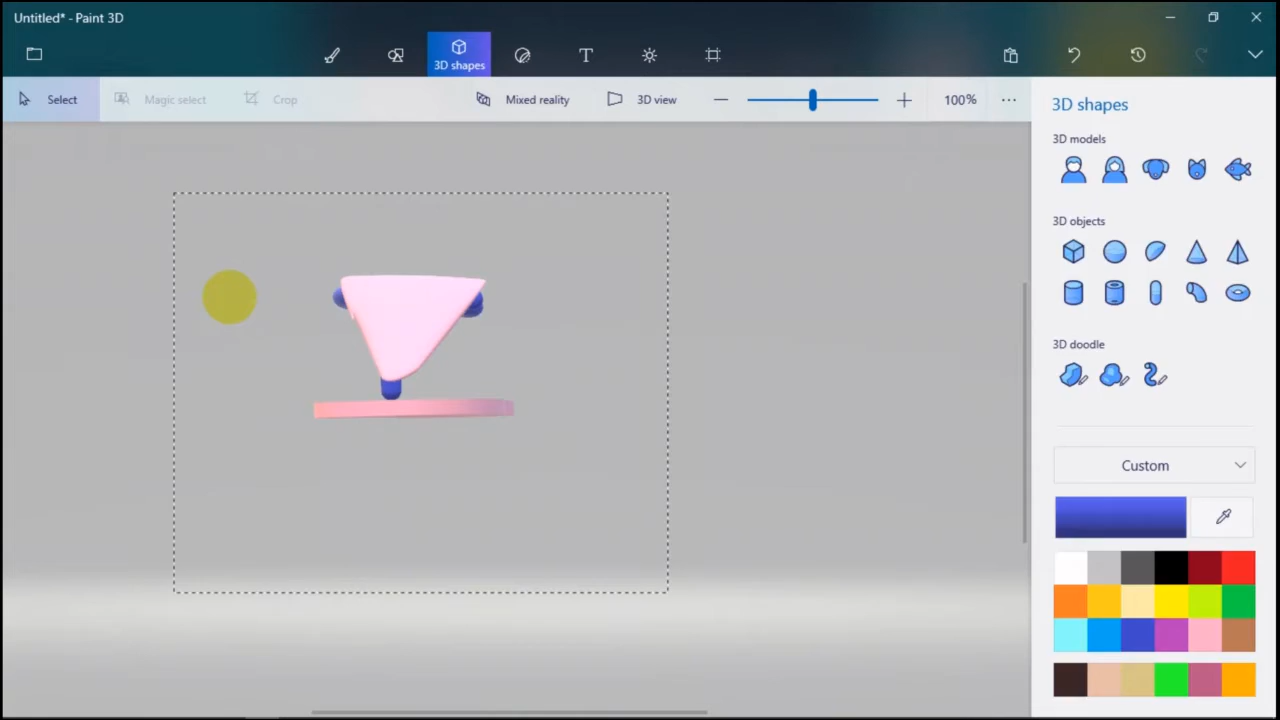 Untitled* - Paint 3D
3D shapes
Select
Magic select
Crop
Mixed reality
3D view
100%
3D shapes
3D models
3D objects
3D doodle
Custom